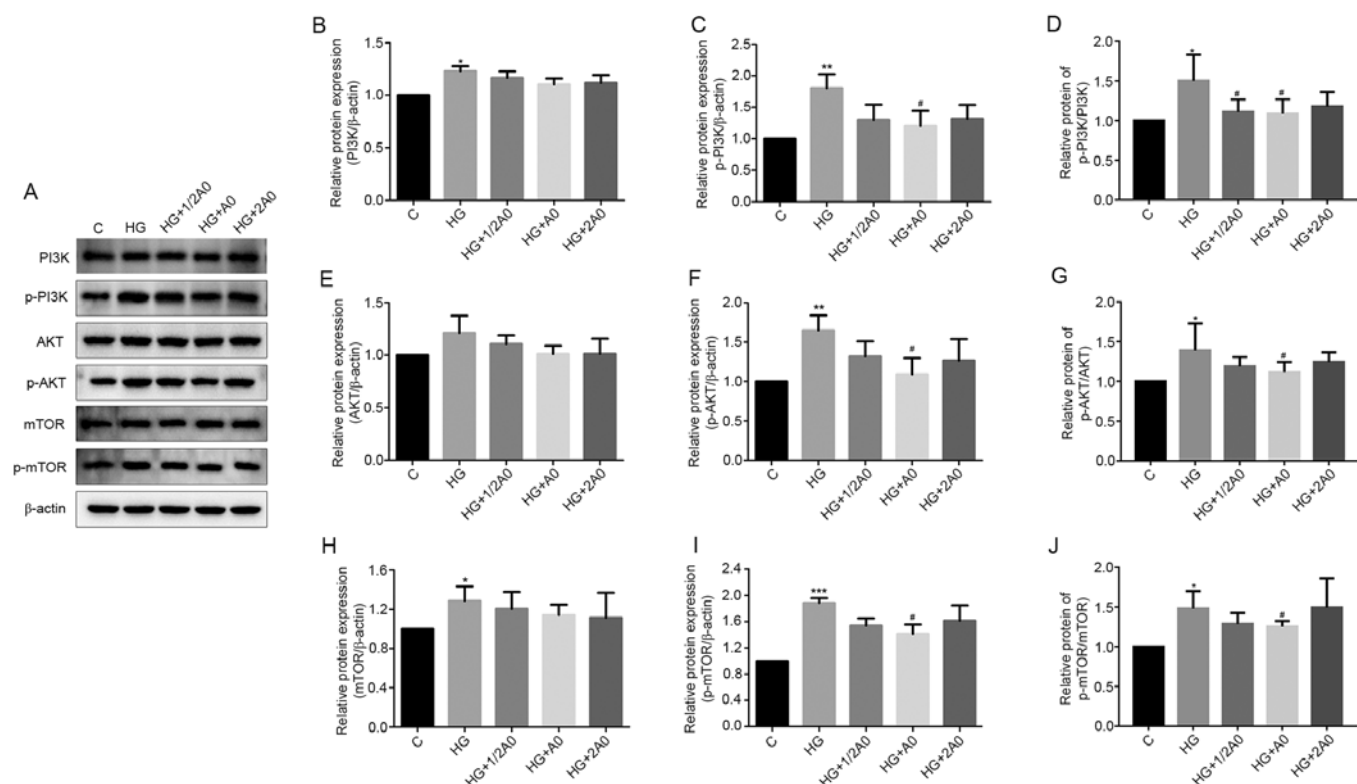 A
C HG HG+1/2A0 HG+A0 HG+2A0
PI3K
p-PI3K
AKT
p-AKT
mTOR
p-mTOR
β-actin
B
Relative protein expression
(PI3K/β-actin)
1.5
1.0
0.5
0.0
*
C HG HG+1/2A0 HG+A0 HG+2A0
C
Relative protein expression
p-PI3K/β-actin)
2.5
2.0
1.5
1.0
0.5
0.0
** #
C HG HG+1/2A0 HG+A0 HG+2A0
D
Relative protein of
p-PI3K/PI3K)
2.0
1.5
1.0
0.5
0.0
* # #
C HG HG+1/2A0 HG+A0 HG+2A0
E
Relative protein expression
(AKT/β-actin)
1.5
1.0
0.5
0.0
C HG HG+1/2A0 HG+A0 HG+2A0
F
Relative protein expression
(p-AKT/β-actin)
2.0
1.5
1.0
0.5
0.0
** #
C HG HG+1/2A0 HG+A0 HG+2A0
G
Relative protein of
p-AKT/AKT)
2.0
1.5
1.0
0.5
0.0
* #
C HG HG+1/2A0 HG+A0 HG+2A0
H
Relative protein expression
(mTOR/β-actin)
1.6
1.2
0.8
0.4
0.0
*
C HG HG+1/2A0 HG+A0 HG+2A0
I
Relative protein expression
(p-mTOR/β-actin)
2.4
2.0
1.6
1.2
0.8
0.4
0.0
*** #
C HG HG+1/2A0 HG+A0 HG+2A0
J
Relative protein of
p-mTOR/mTOR)
2.0
1.5
1.0
0.5
0.0
* #
C HG HG+1/2A0 HG+A0 HG+2A0